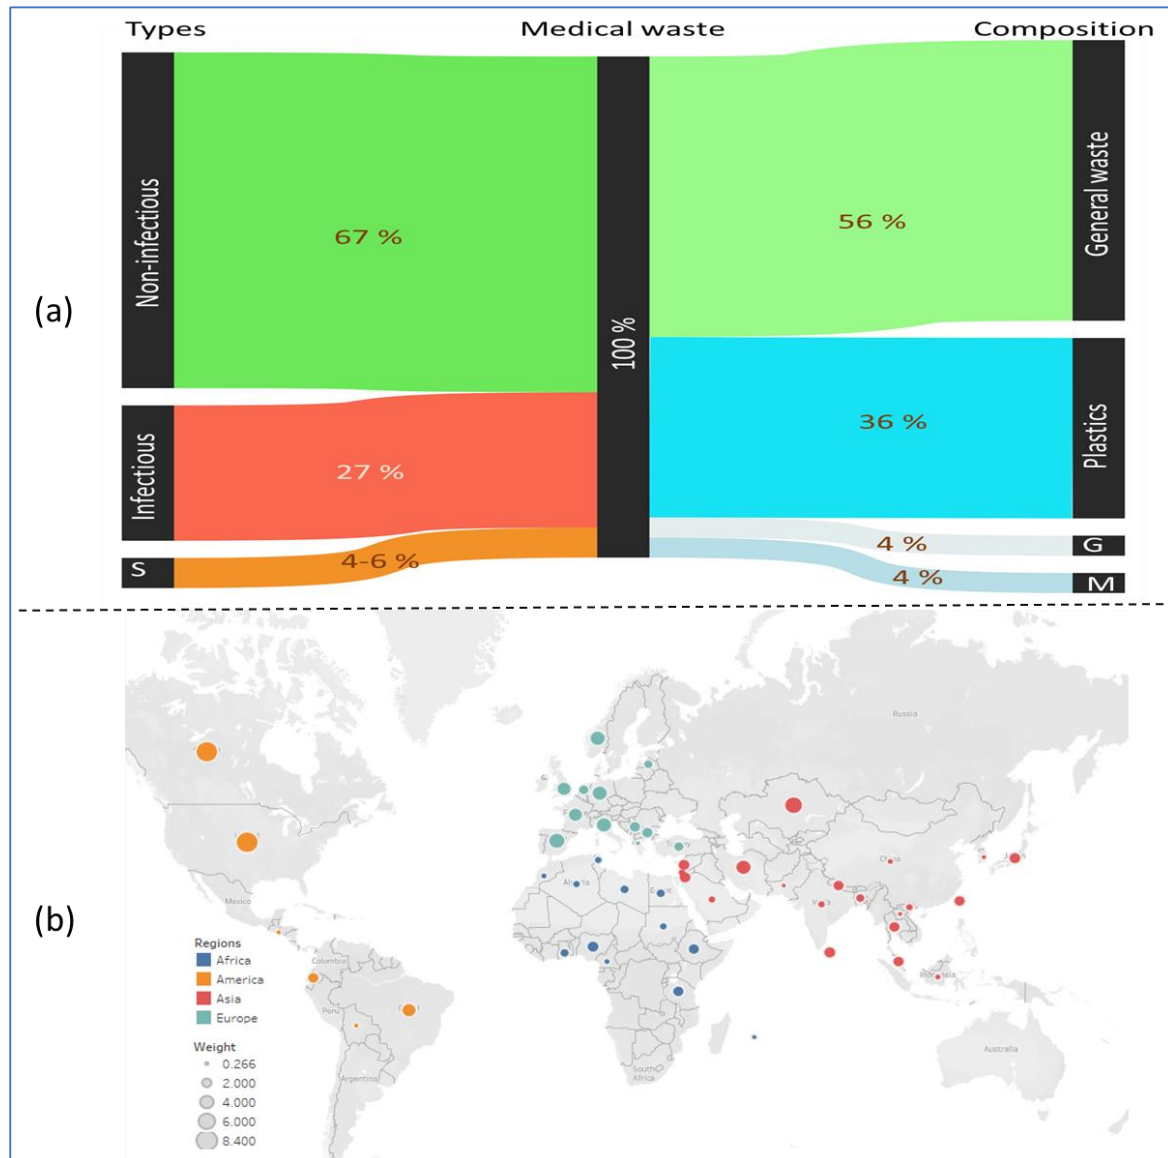 Types
Medical waste
Composition
(a)
Non-infectious
67 %
100 %
56 %
General waste
Infectious
27 %
36 %
Plastics
S
4-6 %
4 %
G
4 %
M
(b)
Russia
China
Mexico
Colombia
Peru
Argentina
South
Africa
Australia
Regions
Africa
America
Asia
Europe
Weight
0.266
2.000
4.000
6.000
8.400